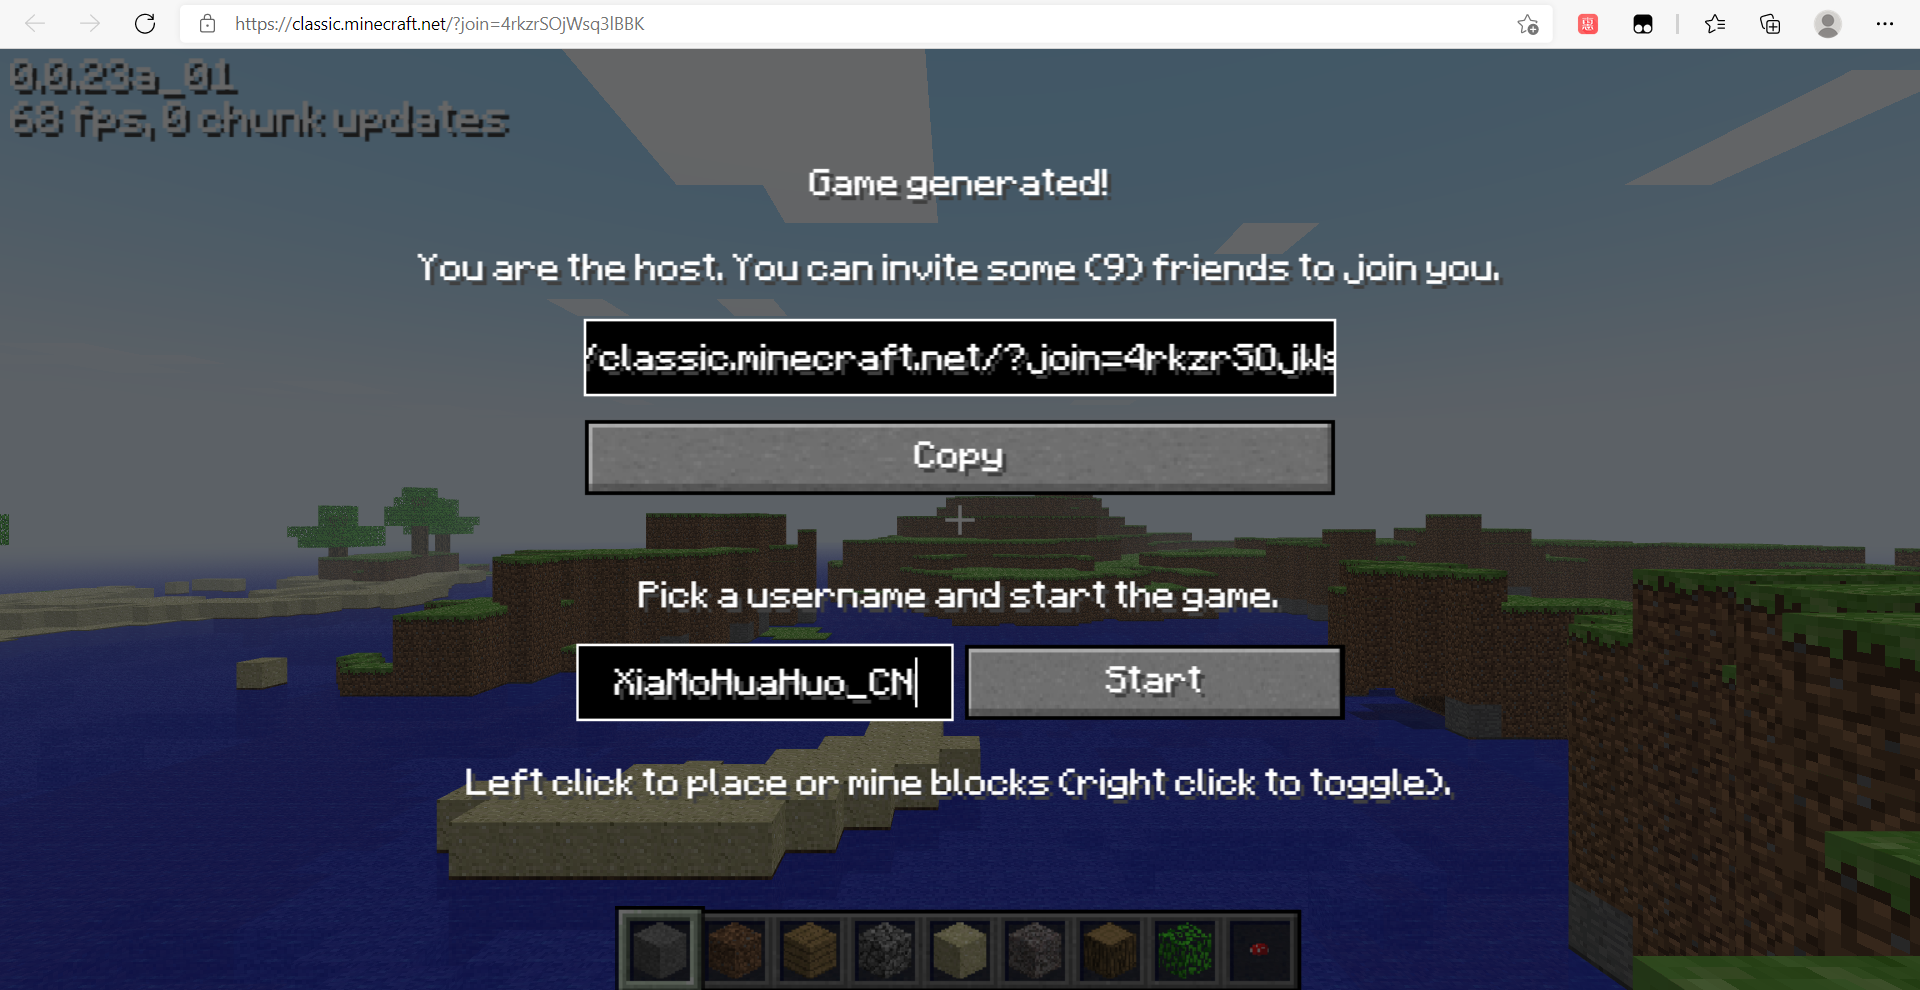 https://classic.minecraft.net/?join=4rkzrSOjWsq3lBBK
0.0.23a_01
68 fps, 0 chunk updates
Game generated!
You are the host. You can invite some (9) friends to join you.
/classic.minecraft.net/?join=4rkzrSOjWs
Copy
Pick a username and start the game.
XiaMoHuaHuo_CN
Start
Left click to place or mine blocks (right click to toggle).